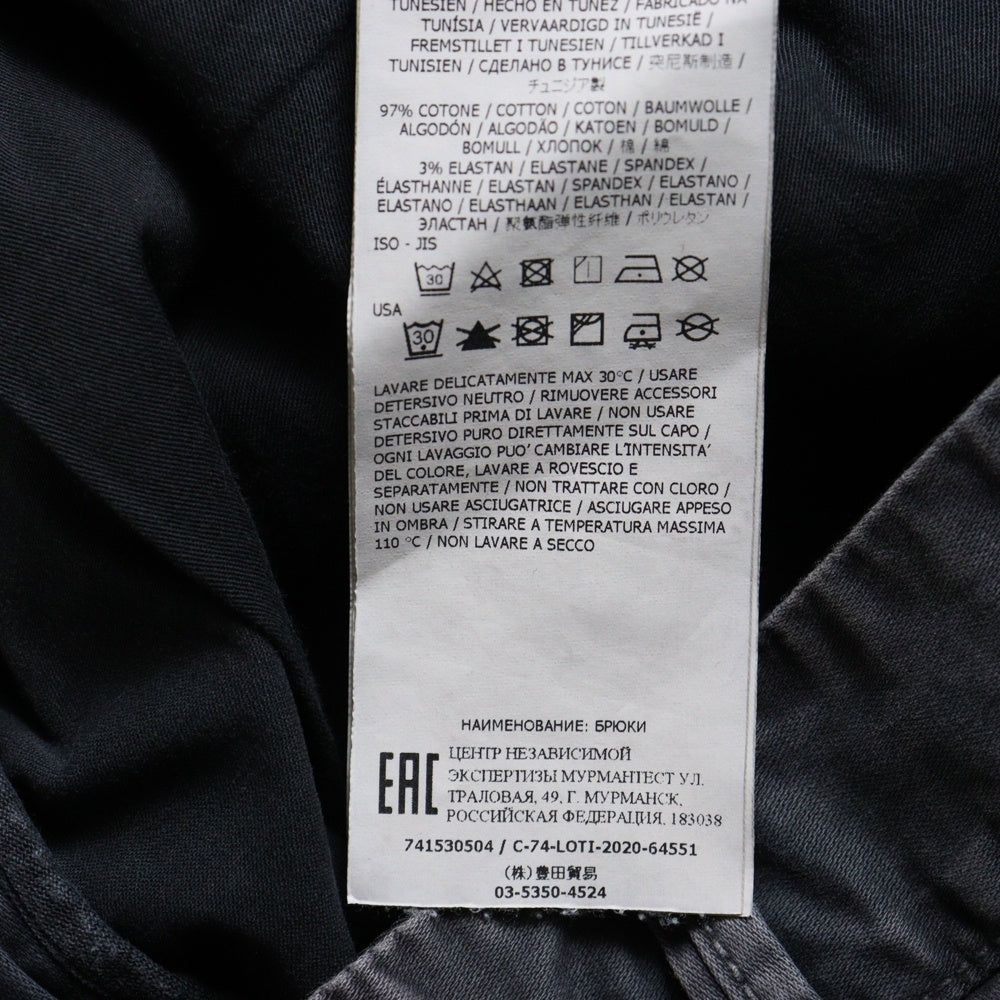 TUNESIEN / HECHO EN TÚNEZ / FABRICADO NA
TUNÍSIA / VERVAARDIGD IN TUNESIË /
FREMSTILLET I TUNESIEN / TILLVERKAD I
TUNISIEN / СДЕЛАНО В ТУНИСЕ / 突尼斯制造 /
チュニジア製
97% COTONE / COTTON / COTON / BAUMWOLLE /
ALGODÓN / ALGODÃO / KATOEN / BOMULD /
BOMULL / ХЛОПОК / 棉 / 綿
3% ELASTAN / ELASTANE / SPANDEX /
ÉLASTHANNE / ELASTAN / SPANDEX / ELASTANO /
ELASTANO / ELASTHAAN / ELASTHAN / ELASTAN /
ЭЛАСТАН / 聚氨酯弹性纤维 / ポリウレタン
ISO - JIS
30
USA
30
LAVARE DELICATAMENTE MAX 30°C / USARE
DETERSIVO NEUTRO / RIMUOVERE ACCESSORI
STACCABILI PRIMA DI LAVARE / NON USARE
DETERSIVO PURO DIRETTAMENTE SUL CAPO /
OGNI LAVAGGIO PUO' CAMBIARE L'INTENSITA'
DEL COLORE, LAVARE A ROVESCIO E
SEPARATAMENTE / NON TRATTARE CON CLORO /
NON USARE ASCIUGATRICE / ASCIUGARE APPESO
IN OMBRA / STIRARE A TEMPERATURA MASSIMA
110 °C / NON LAVARE A SECCO
НАИМЕНОВАНИЕ: БРЮКИ
EAC
ЦЕНТР НЕЗАВИСИМОЙ
ЭКСПЕРТИЗЫ МУРМАНТЕСТ УЛ.
ТРАЛОВАЯ, 49, Г. МУРМАНСК,
РОССИЙСКАЯ ФЕДЕРАЦИЯ, 183038
741530504 / C-74-LOTI-2020-64551
(株)豊田貿易
03-5350-4524